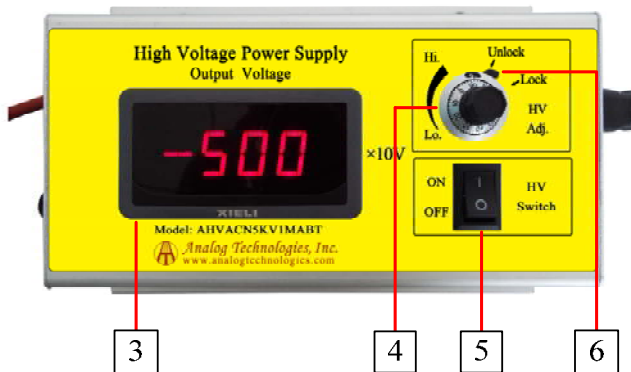 High Voltage Power Supply
Output Voltage
-500
×10V
XIELI
Model: AHVACN5KV1MABT
Analog Technologies, Inc.
www.analogtechnologies.com
Hi.
Unlock
Lock
HV
Adj.
Lo.
ON
OFF
I
O
HV
Switch
3
4
5
6